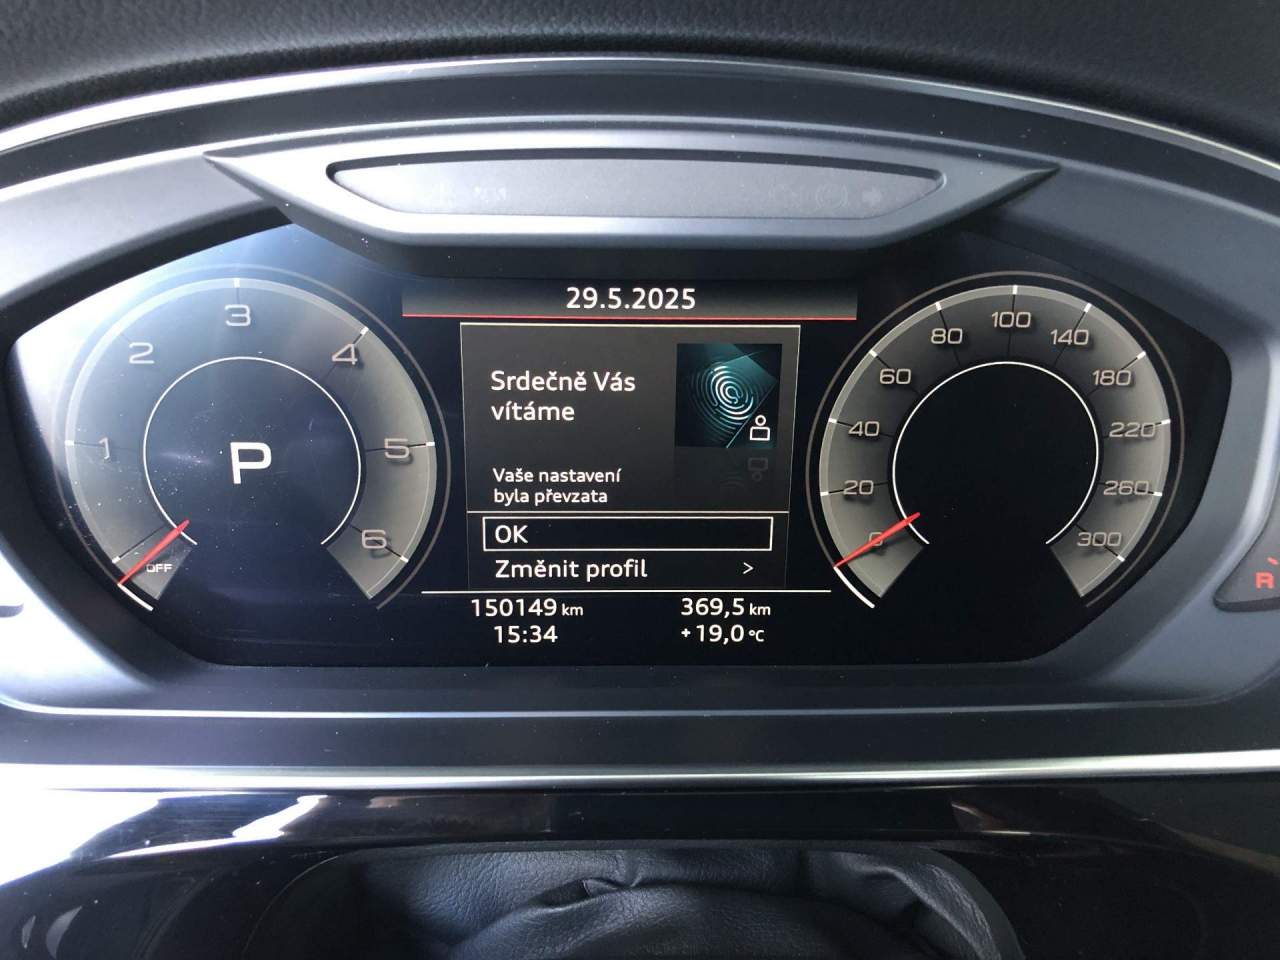 29.5.2025
Srdečně Vás
vítáme
Vaše nastavení
byla převzata
OK
Změnit profil >
150149 km 369,5 km
15:34 +19,0 °C
P
OFF 1 2 3 4 5 6
0 20 40 60 80 100 140 180 220 260 300
R